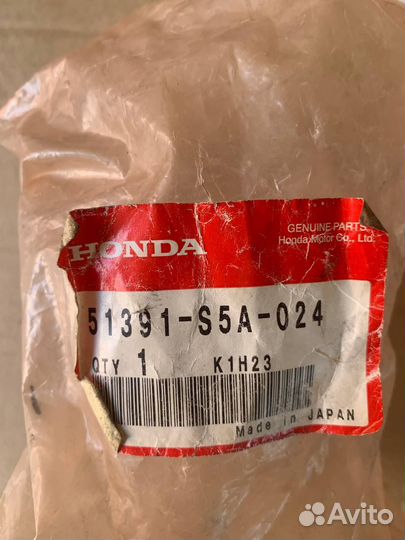 GENUINE PARTS
HONDA Honda Motor Co., Ltd.
51391-S5A-024
QTY 1 K1H23
Made in JAPAN
Avito